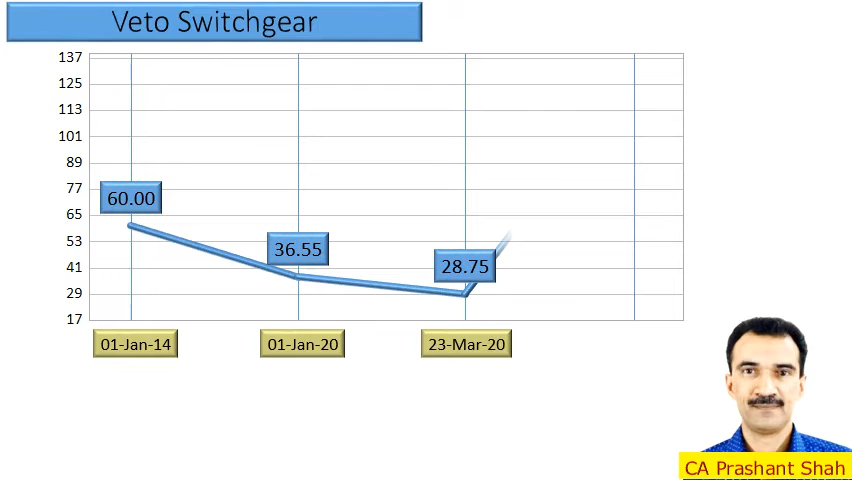 Veto Switchgear
137
125
113
101
89
77
65
53
41
29
17
60.00
36.55
28.75
01-Jan-14
01-Jan-20
23-Mar-20
CA Prashant Shah